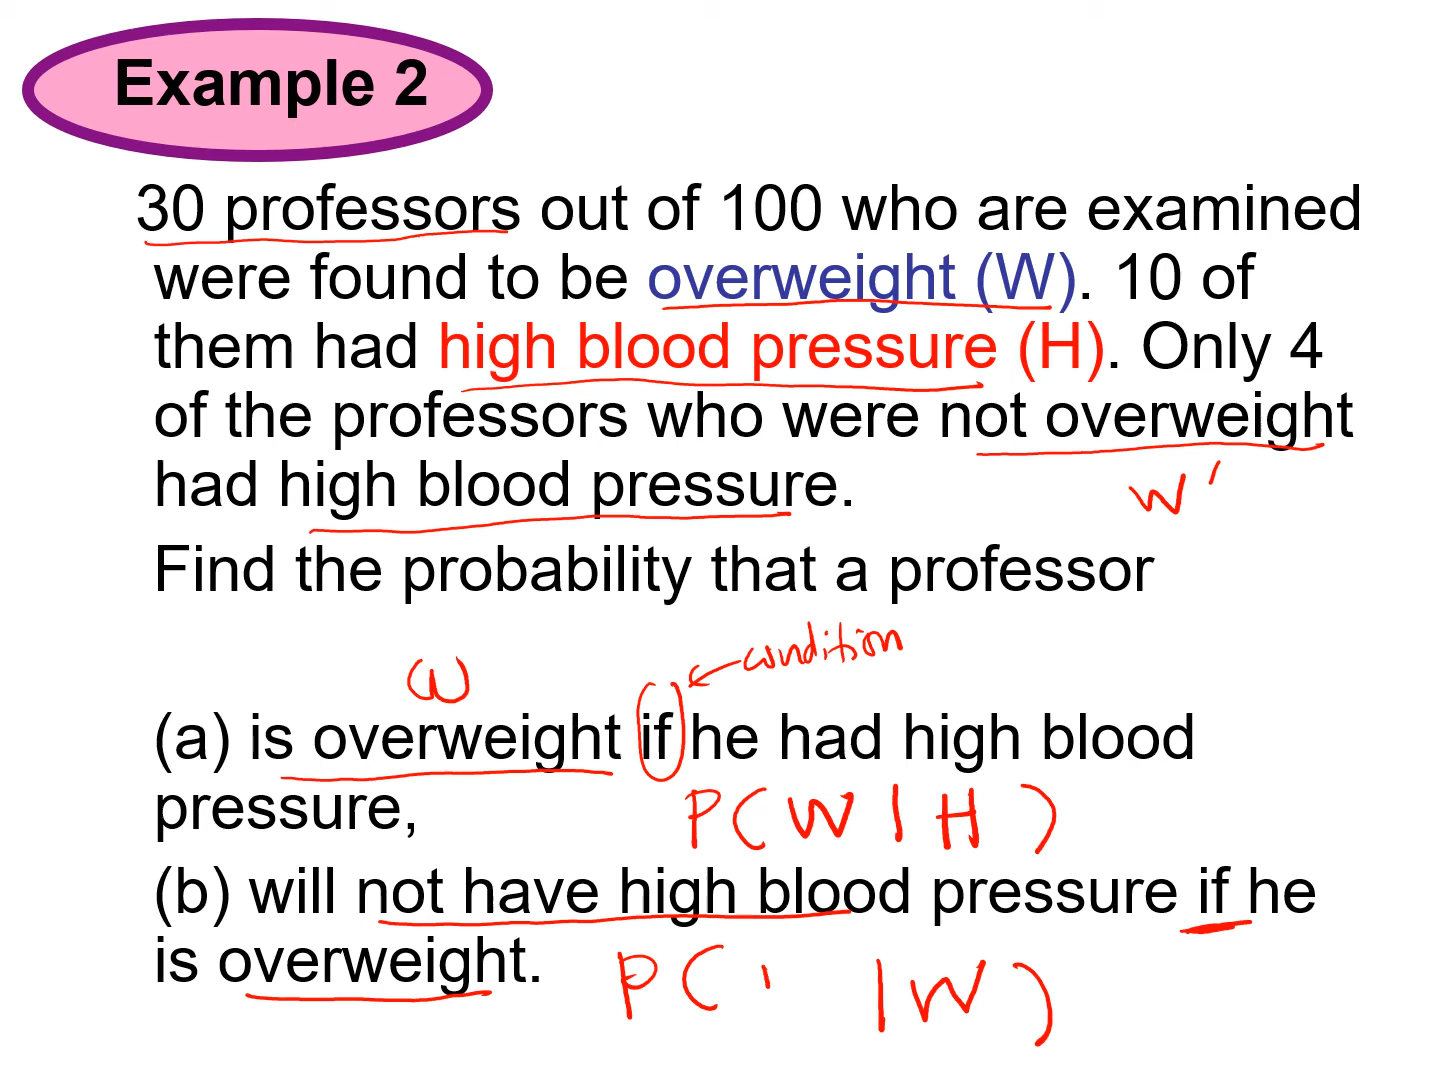 Example 2
30 professors out of 100 who are examined
were found to be overweight (W). 10 of
them had high blood pressure (H). Only 4
of the professors who were not overweight
had high blood pressure.
W'
Find the probability that a professor
condition
W
(a) is overweight if he had high blood
pressure,
P(W|H)
(b) will not have high blood pressure if he
is overweight.
P(' |W)